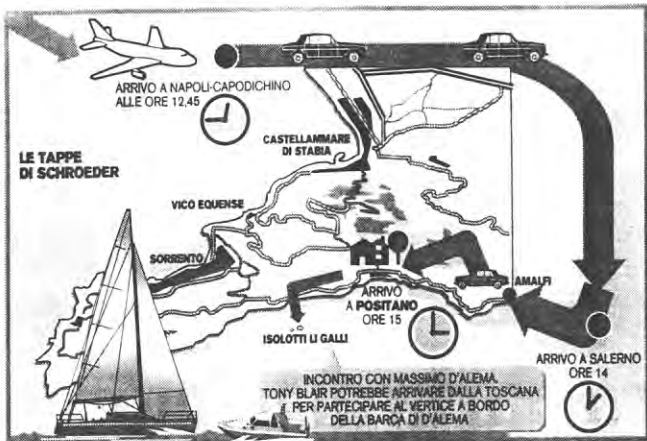 ARRIVO A NAPOLI-CAPODICHINO
ALLE ORE 12,45
LE TAPPE
DI SCHROEDER
CASTELLAMMARE
DI STABIA
VICO EQUENSE
SORRENTO
AMALFI
ARRIVO
A POSITANO
ORE 15
ISOLOTTI LI GALLI
ARRIVO A SALERNO
ORE 14
INCONTRO CON MASSIMO D'ALEMA.
TONY BLAIR POTREBBE ARRIVARE DALLA TOSCANA
PER PARTECIPARE AL VERTICE A BORDO
DELLA BARCA DI D'ALEMA